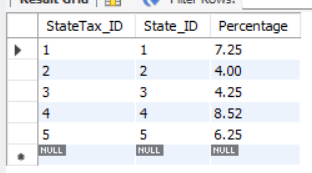 Result Grid Filter Rows:
StateTax_ID State_ID Percentage
1 1 7.25
2 2 4.00
3 3 4.25
4 4 8.52
5 5 6.25
NULL NULL NULL